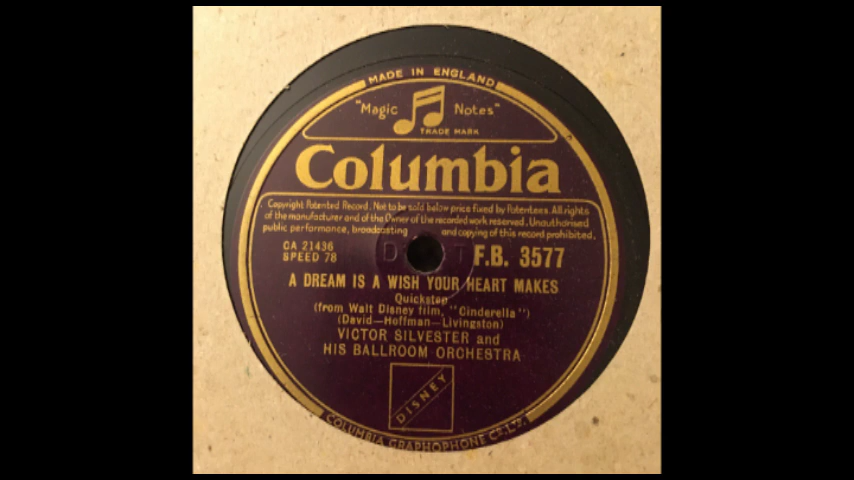 MADE IN ENGLAND
"Magic Notes"
TRADE MARK
Columbia
Copyright Patented Record. Not to be sold below price fixed by Patentees. All rights
of the manufacturer and of the Owner of the recorded work reserved. Unauthorised
public performance, broadcasting and copying of this record prohibited.
CA 21436
SPEED 78
F.B. 3577
A DREAM IS A WISH YOUR HEART MAKES
Quickstep
(from Walt Disney film, "Cinderella")
(David—Hoffman—Livingston)
VICTOR SILVESTER and
HIS BALLROOM ORCHESTRA
DISNEY
COLUMBIA GRAPHOPHONE Co. LTD.